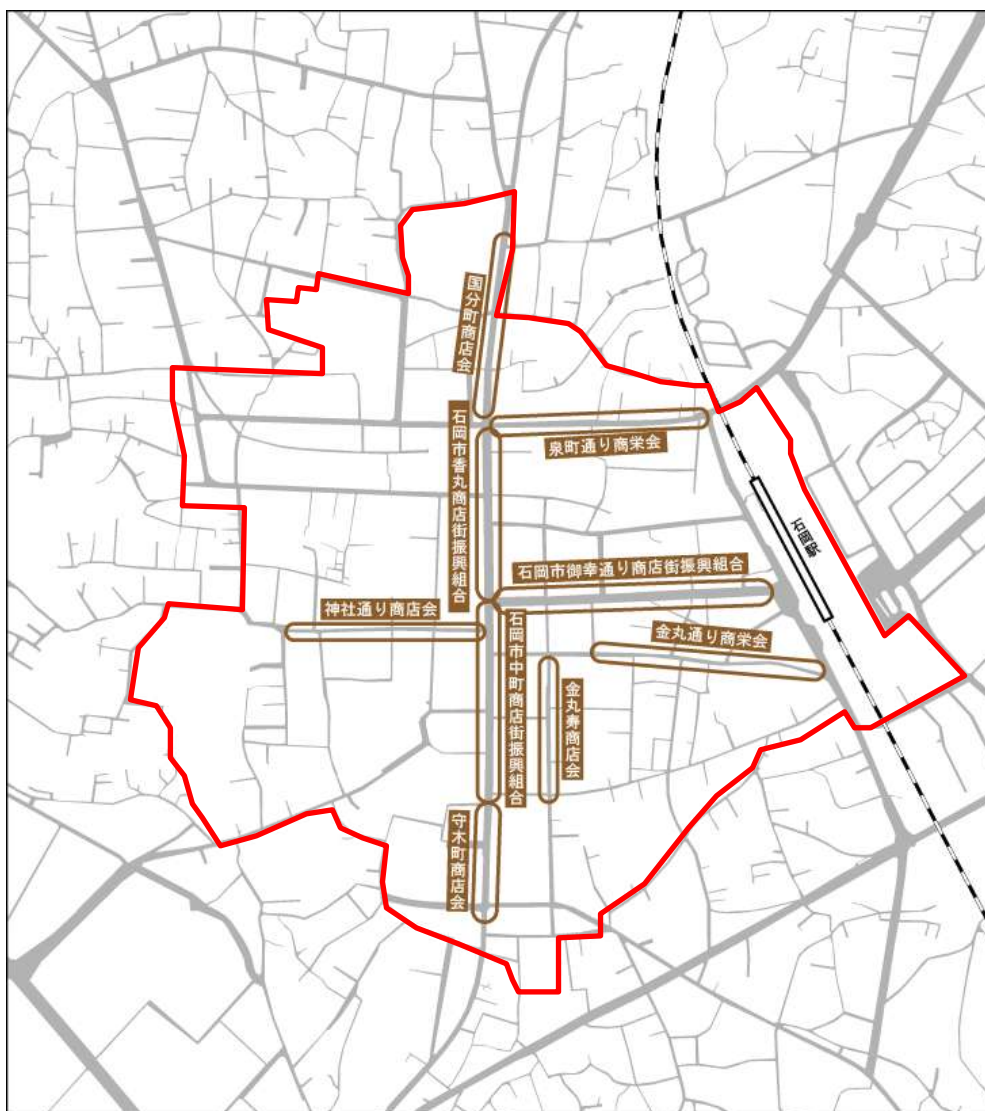 国分町商店会
泉町通り商栄会
石岡市香丸商店街振興組合
石岡駅
石岡市御幸通り商店街振興組合
神社通り商店会
金丸通り商栄会
石岡市中町商店街振興組合
金丸寿商店会
守木町商店会